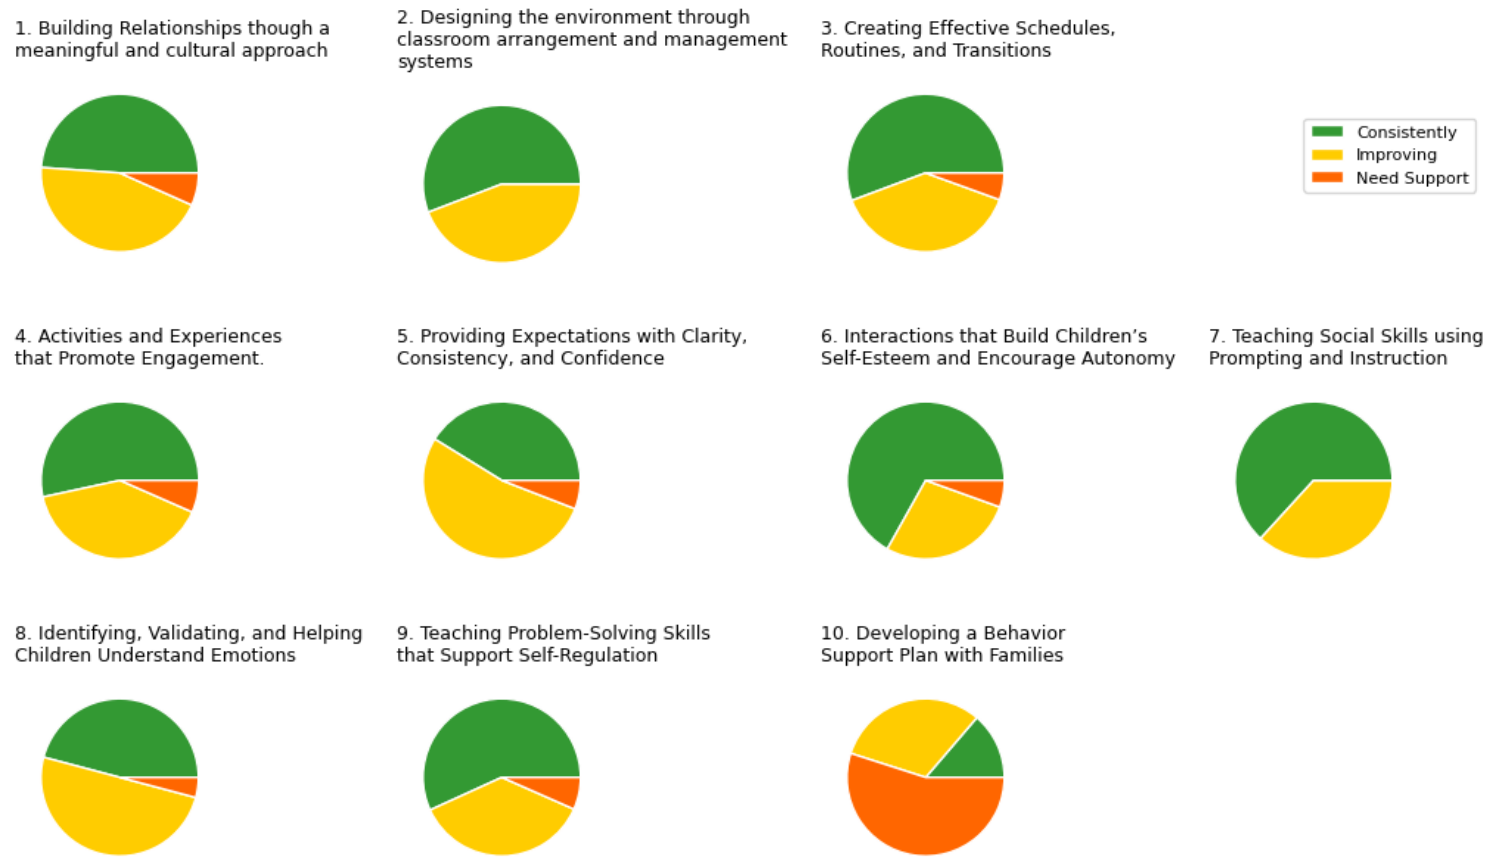 1. Building Relationships though a
meaningful and cultural approach
2. Designing the environment through
classroom arrangement and management
systems
3. Creating Effective Schedules,
Routines, and Transitions
Consistently
Improving
Need Support
4. Activities and Experiences
that Promote Engagement.
5. Providing Expectations with Clarity,
Consistency, and Confidence
6. Interactions that Build Children’s
Self-Esteem and Encourage Autonomy
7. Teaching Social Skills using
Prompting and Instruction
8. Identifying, Validating, and Helping
Children Understand Emotions
9. Teaching Problem-Solving Skills
that Support Self-Regulation
10. Developing a Behavior
Support Plan with Families